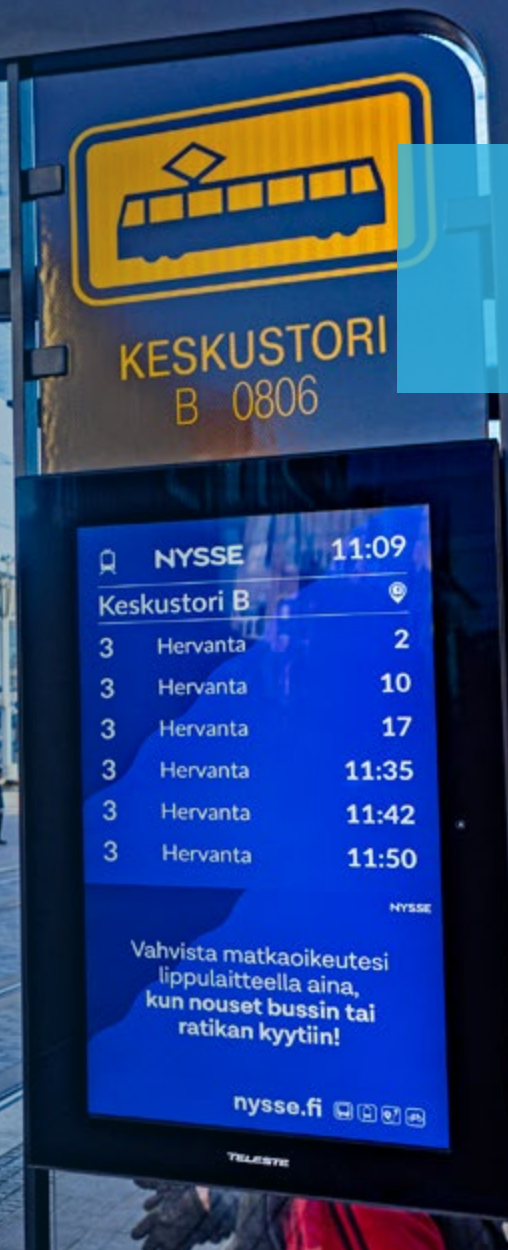 KESKUSTORI
B 0806
NYSSE 11:09
Keskustori B
3 Hervanta 2
3 Hervanta 10
3 Hervanta 17
3 Hervanta 11:35
3 Hervanta 11:42
3 Hervanta 11:50
NYSSE
Vahvista matkaoikeutesi
lippulaitteella aina,
kun nouset bussin tai
ratikan kyytiin!
nysse.fi
TELESTE